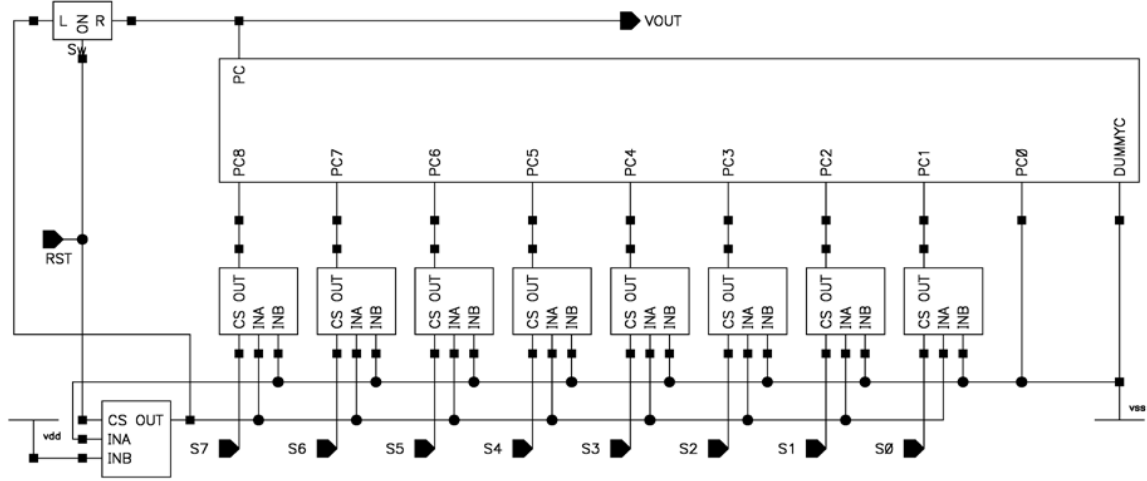 L ON R
SW
VOUT
PC
PC8 PC7 PC6 PC5 PC4 PC3 PC2 PC1 PC0 DUMMYC
RST
CS OUT INA INB CS OUT INA INB CS OUT INA INB CS OUT INA INB CS OUT INA INB CS OUT INA INB CS OUT INA INB CS OUT INA INB
vdd
CS OUT
INA
INB
vss
S7 S6 S5 S4 S3 S2 S1 S0